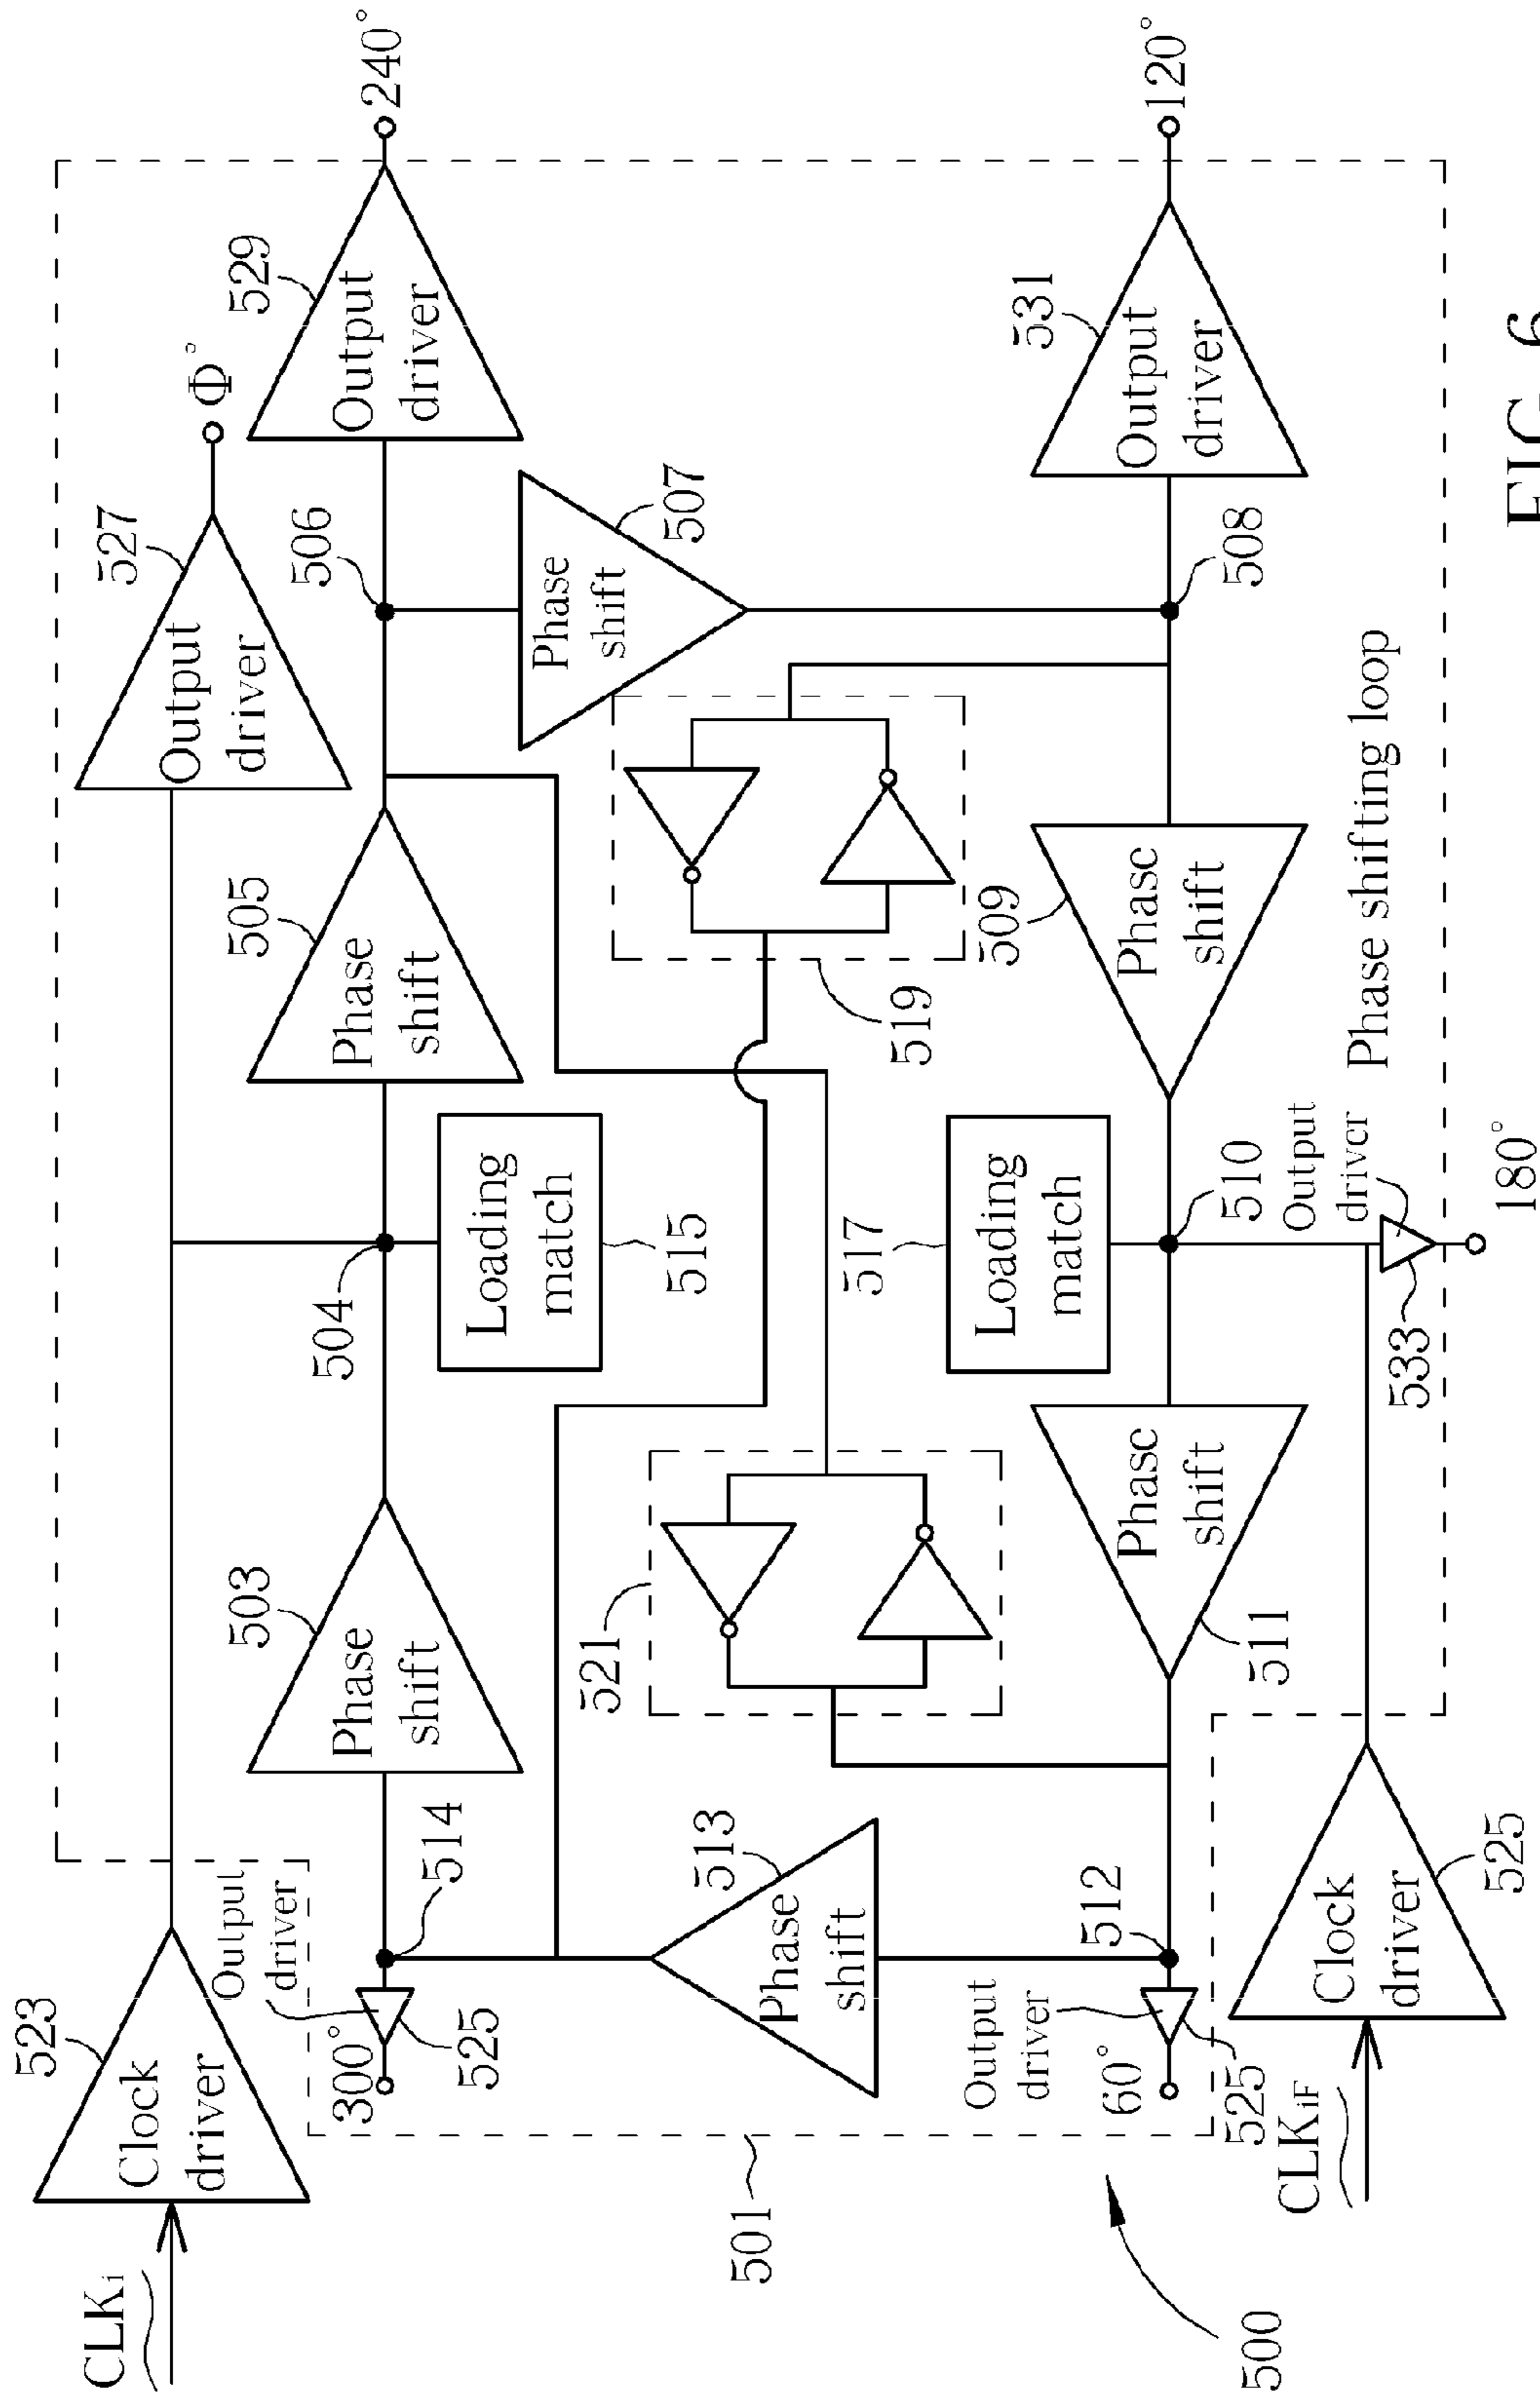 CLKi
523
Clock
driver
527
Output
driver
Φ°
Output
driver
300°
525
514
503
Phase
shift
504
Loading
match
515
505
Phase
shift
506
529
Output
driver
240°
Phase
shift
507
513
Phase
shift
521
519
517
Loading
match
501
500
Output
driver
60°
525
512
Phasc
shift
511
510
Phasc
shift
509
508
531
Output
driver
120°
CLKiF
Clock
driver
525
533
Output
drivcr
180°
Phase shifting loop
FIG. 6